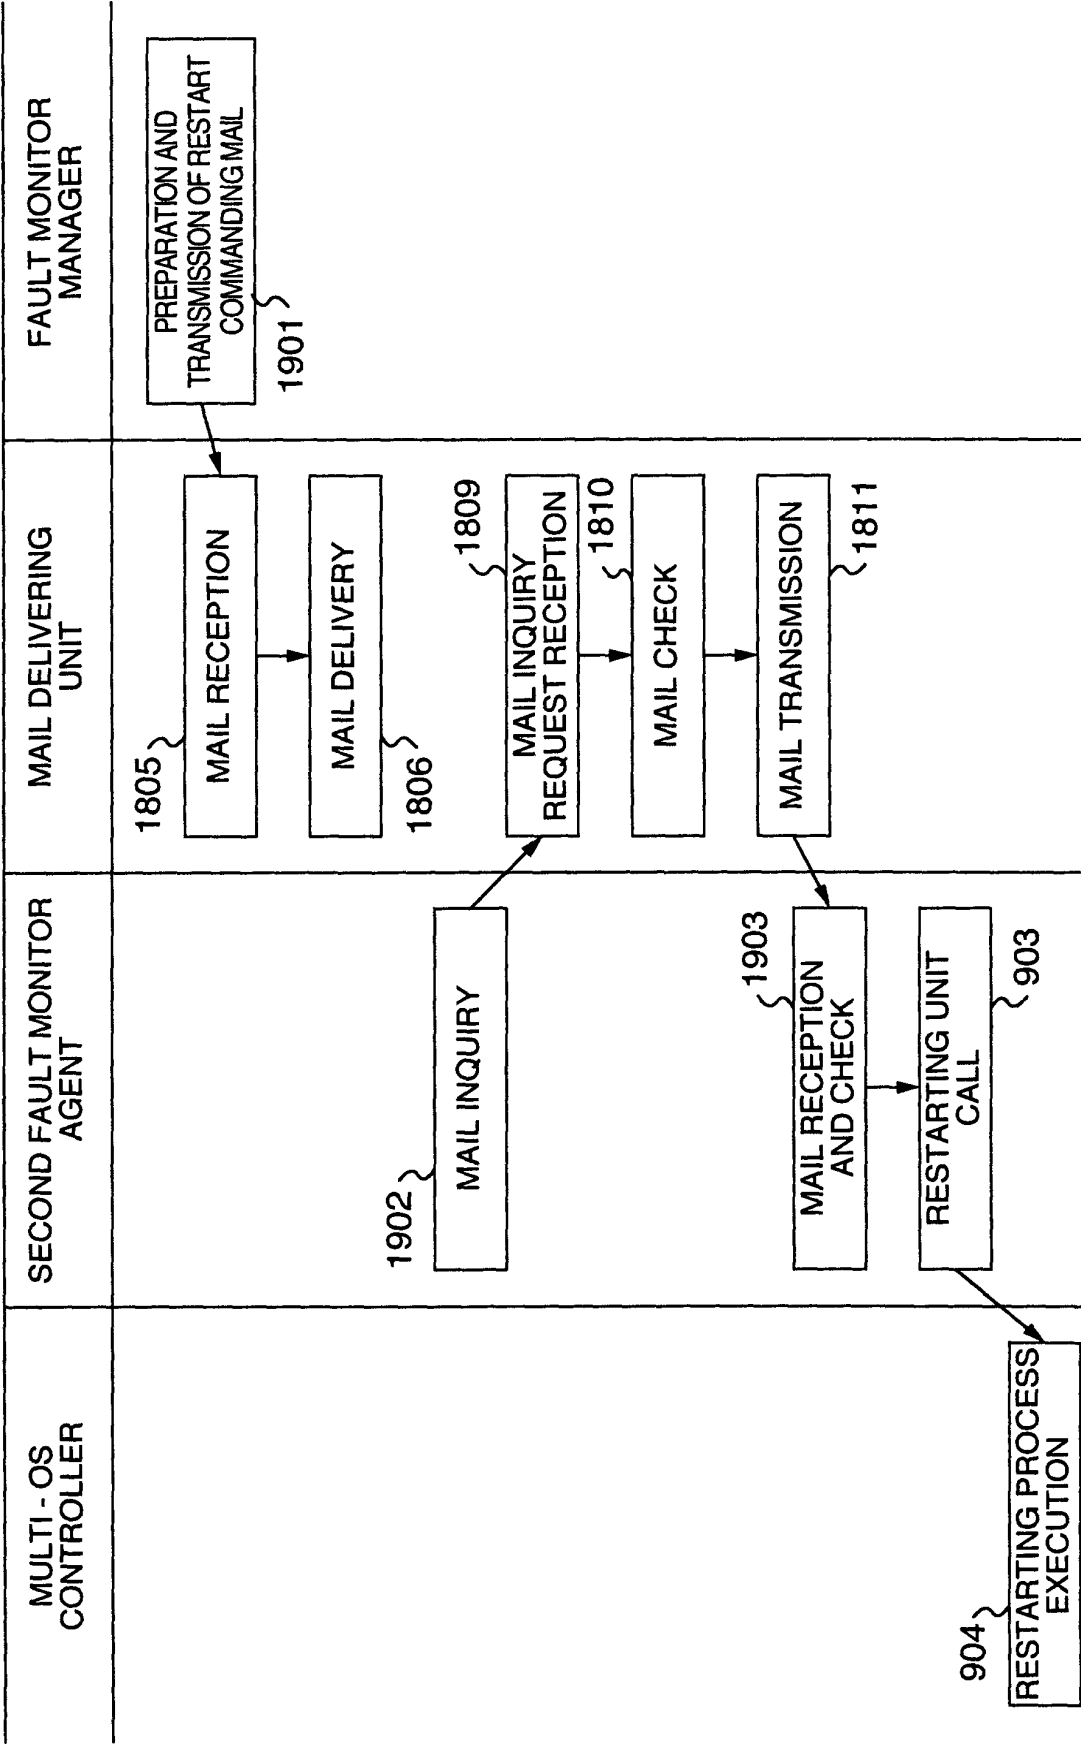 MULTI - OS
CONTROLLER
SECOND FAULT MONITOR
AGENT
MAIL DELIVERING
UNIT
FAULT MONITOR
MANAGER
PREPARATION AND
TRANSMISSION OF RESTART
COMMANDING MAIL
1901
1805
MAIL RECEPTION
MAIL DELIVERY
1806
1902
MAIL INQUIRY
1809
MAIL INQUIRY
REQUEST RECEPTION
1810
MAIL CHECK
MAIL TRANSMISSION
1811
1903
MAIL RECEPTION
AND CHECK
RESTARTING UNIT
CALL
903
904
RESTARTING PROCESS
EXECUTION